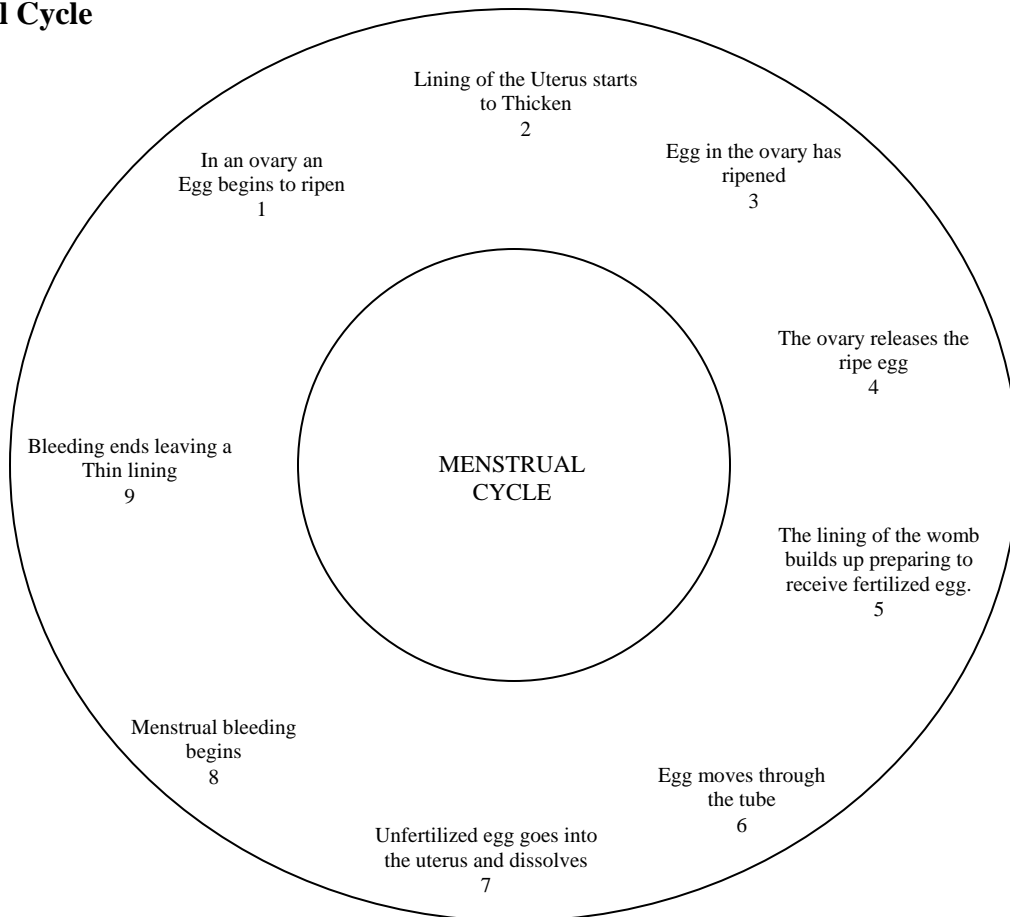 l Cycle
Lining of the Uterus starts
to Thicken
2
In an ovary an
Egg begins to ripen
1
Egg in the ovary has
ripened
3
The ovary releases the
ripe egg
4
Bleeding ends leaving a
Thin lining
9
MENSTRUAL
CYCLE
The lining of the womb
builds up preparing to
receive fertilized egg.
5
Menstrual bleeding
begins
8
Egg moves through
the tube
6
Unfertilized egg goes into
the uterus and dissolves
7